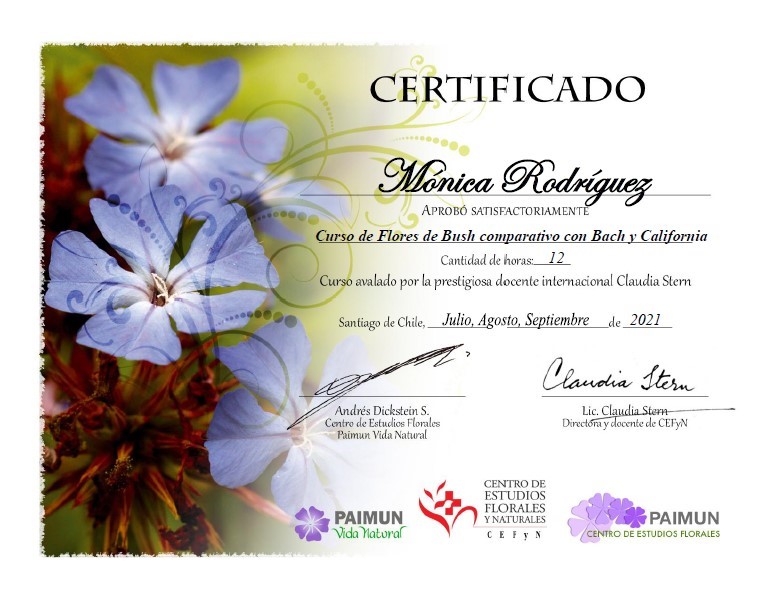 CERTIFICADO
Mónica Rodríguez
APROBÓ SATISFACTORIAMENTE
Curso de Flores de Bush comparativo con Bach y California
Cantidad de horas: 12
Curso avalado por la prestigiosa docente internacional Claudia Stern
Santiago de Chile, Julio, Agosto, Septiembre de 2021
Claudia Stern
Andrés Dickstein S.
Centro de Estudios Florales
Paimun Vida Natural
Lic. Claudia Stern
Directora y docente de CEFyN
PAIMUN
Vida Natural
CENTRO DE
ESTUDIOS
FLORALES
Y NATURALES
CEFyN
PAIMUN
CENTRO DE ESTUDIOS FLORALES